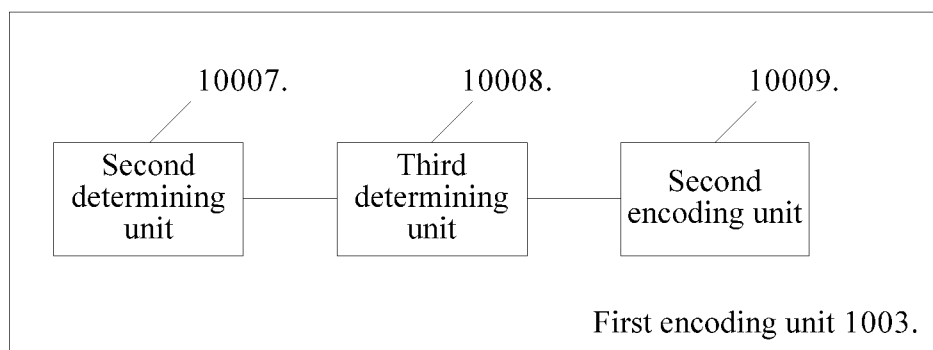 10007.
10008.
10009.
Second
determining
unit
Third
determining
unit
Second
encoding unit
First encoding unit 1003.